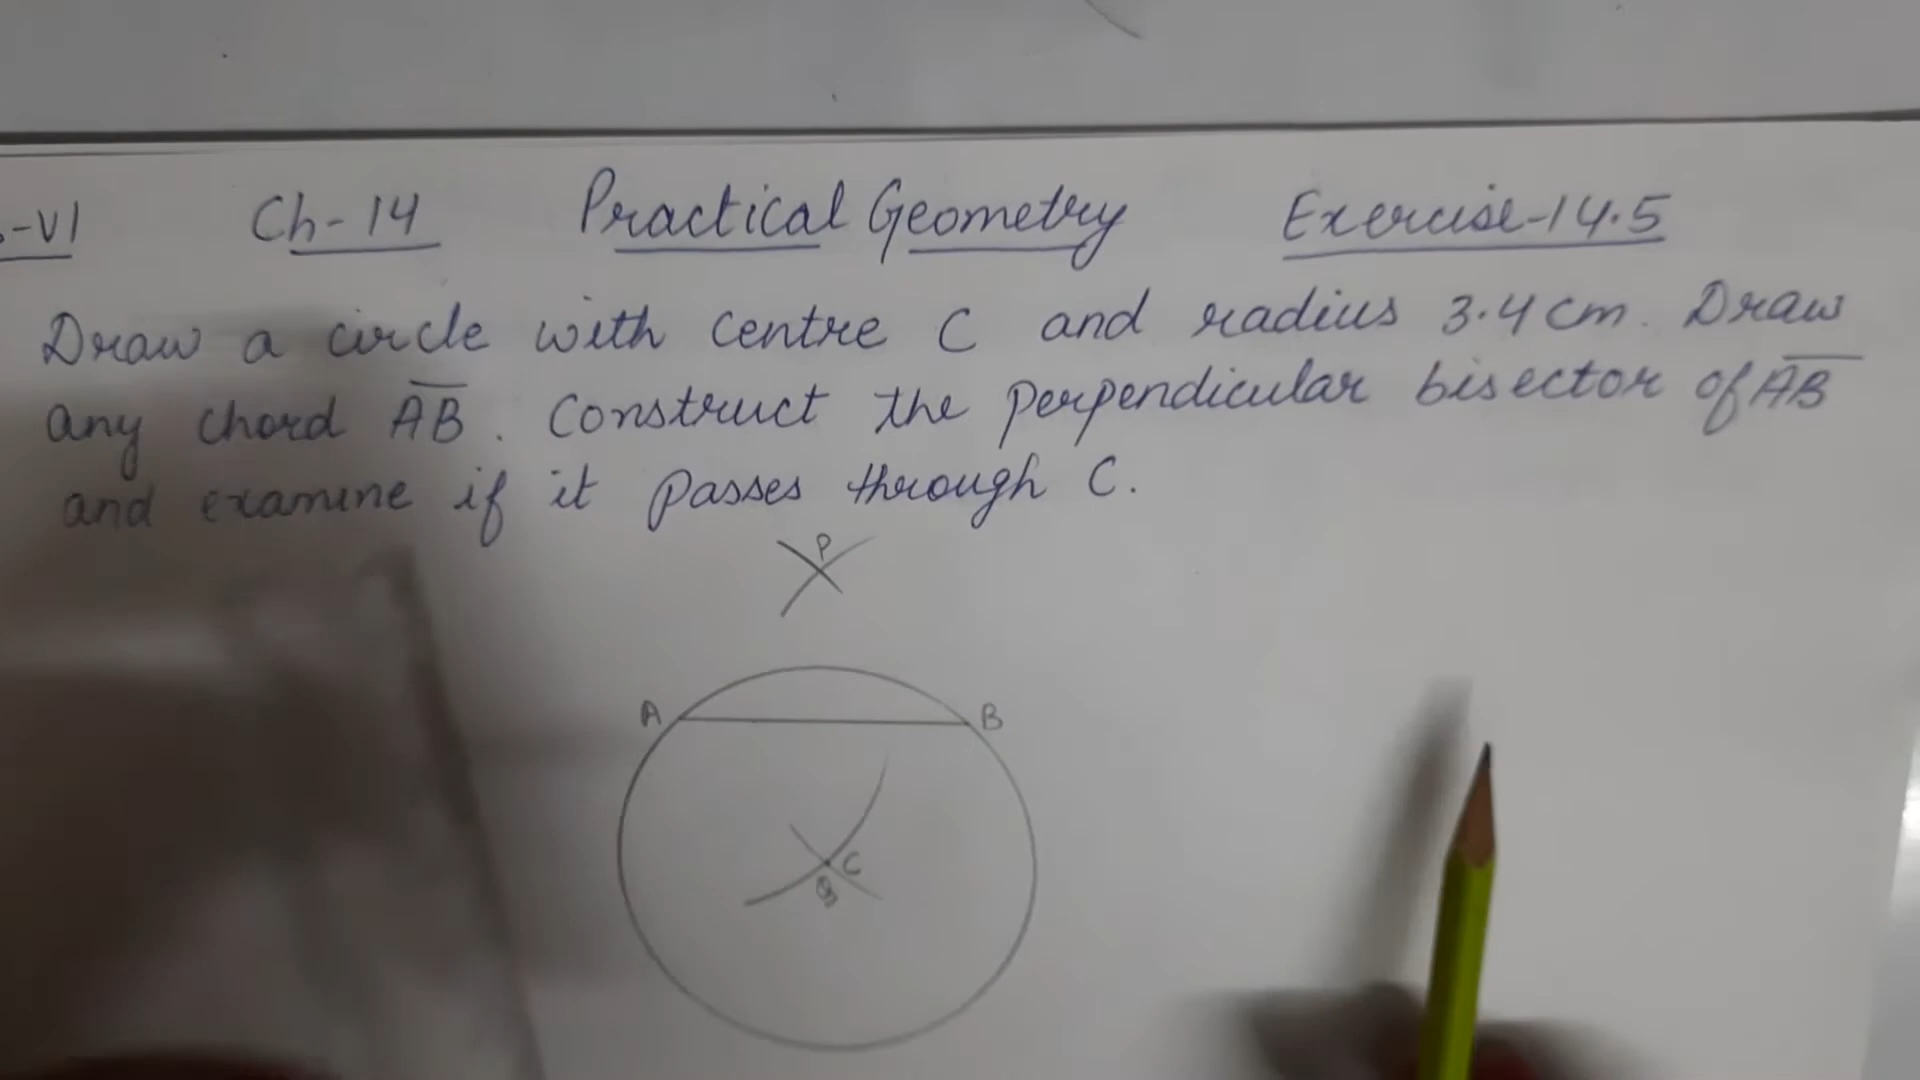 -VI Ch-14 Practical Geometry Exercise-14.5
Draw a circle with centre C and radius 3.4 cm. Draw
any chord AB. Construct the perpendicular bisector of AB
and examine if it passes through C.
P
A B
C
Q